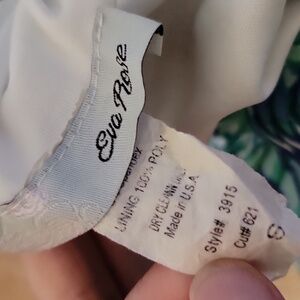 Eva Rose
LINING 100% POLY
DRY CLEAN
Made in U.S.A
Style# 3915
Cut# 621
S